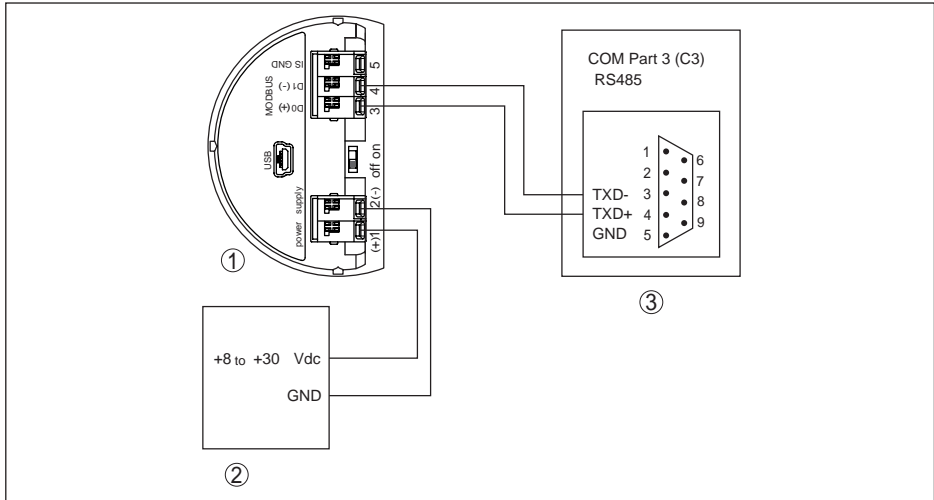 IS GND
MODBUS
D1 (-)
D0(+)
5
4
3
USB
off on
power supply
2(-)
(+)1
1
+8 to +30 Vdc
GND
2
COM Part 3 (C3)
RS485
1
2
TXD- 3
TXD+ 4
GND 5
6
7
8
9
3